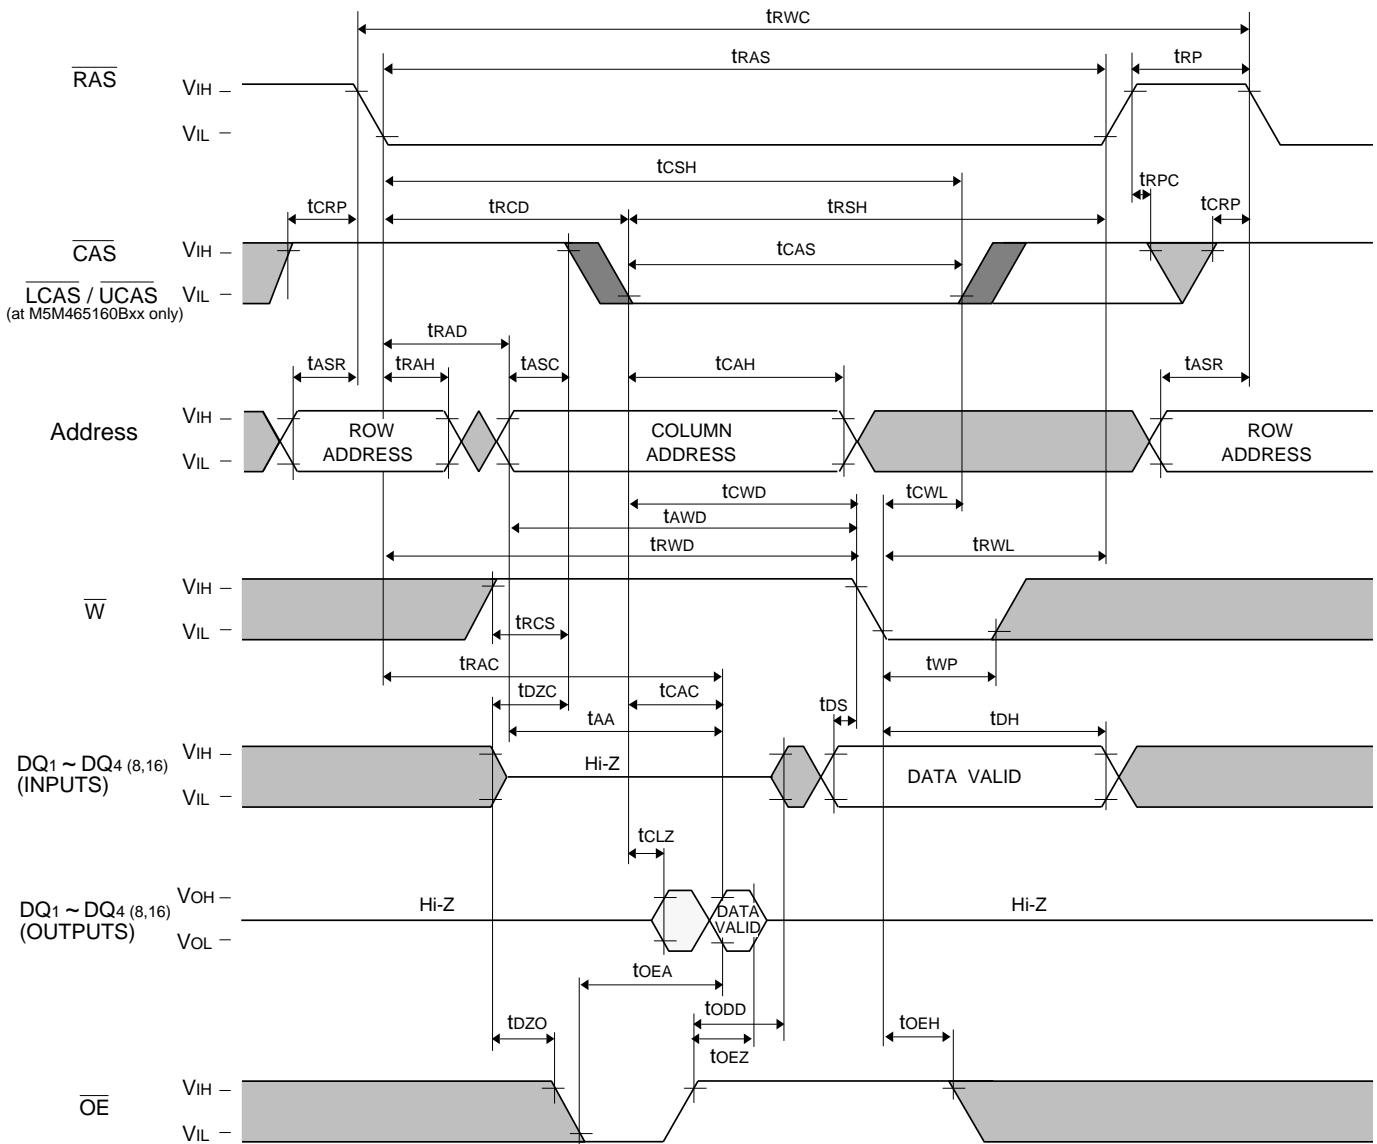 tRWC
tRAS
tRP
RAS
VIH
VIL
tCSH
tRPC
tCRP
tRCD
tRSH
tCRP
CAS
VIH
tCAS
LCAS / UCAS
VIL
(at M5M465160Bxx only)
tRAD
tASR
tRAH
tASC
tCAH
tASR
Address
VIH
VIL
ROW
ADDRESS
COLUMN
ADDRESS
ROW
ADDRESS
tCWD
tCWL
tAWD
tRWD
tRWL
W
VIH
VIL
tRCS
tRAC
tWP
tDZC
tCAC
tDS
tAA
tDH
DQ1 ~ DQ4 (8,16)
(INPUTS)
VIH
VIL
Hi-Z
DATA VALID
tCLZ
DQ1 ~ DQ4 (8,16)
(OUTPUTS)
VOH
VOL
Hi-Z
DATA
VALID
Hi-Z
tOEA
tODD
tDZO
tOEZ
tOEH
OE
VIH
VIL